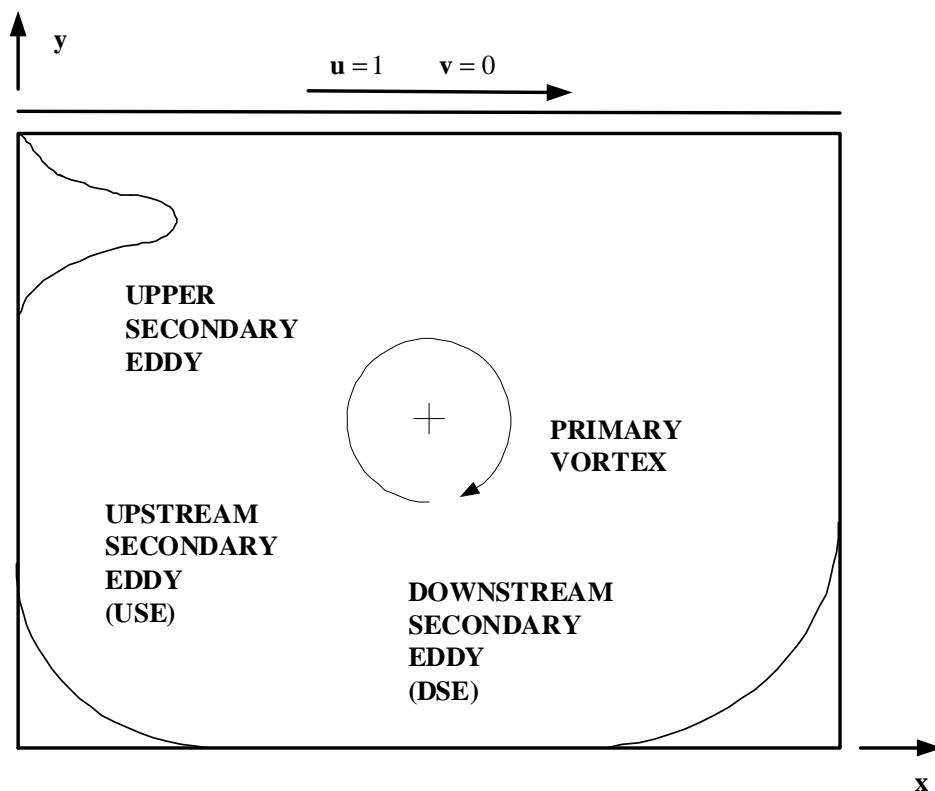 y
u = 1 v = 0
UPPER
SECONDARY
EDDY
PRIMARY
VORTEX
UPSTREAM
SECONDARY
EDDY
(USE)
DOWNSTREAM
SECONDARY
EDDY
(DSE)
x